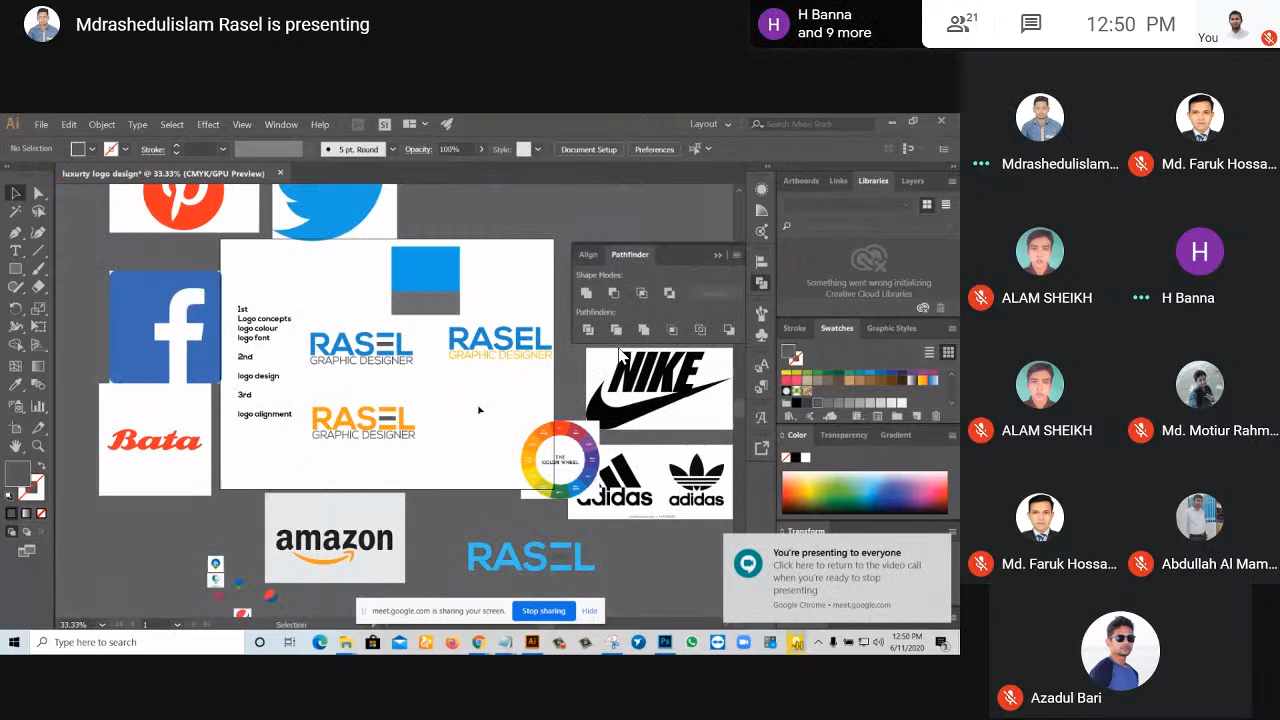 Mdrashedulislam Rasel is presenting
H Banna
and 9 more
21
12:50 PM
You
Ai File Edit Object Type Select Effect View Window Help
Br St
Layout
Search Adobe Stock
No Selection
Stroke:
5 pt. Round
Opacity: 100%
Style:
Document Setup
Preferences
luxurty logo design* @ 33.33% (CMYK/GPU Preview)
Align Pathfinder
Shape Modes:
Pathfinders:
Artboards Links Libraries Layers
Something went wrong initializing
Creative Cloud Libraries
Stroke Swatches Graphic Styles
Color Transparency Gradient
Transform
1st
Logo concepts
logo colour
logo font
2nd
logo design
3rd
logo alignment
RASEL
GRAPHIC DESIGNER
RASEL
GRAPHIC DESIGNER
RASEL
GRAPHIC DESIGNER
Bata
NIKE
THE
COLOR WHEEL
adidas
adidas
amazon
RASEL
You're presenting to everyone
Click here to return to the video call
when you're ready to stop
presenting
Google Chrome • meet.google.com
meet.google.com is sharing your screen.
Stop sharing
Hide
33.33%
1
Selection
Type here to search
12:50 PM
6/11/2020
Mdrashedulislam...
Md. Faruk Hossa...
ALAM SHEIKH
H
H Banna
ALAM SHEIKH
Md. Motiur Rahm...
Md. Faruk Hossa...
Abdullah Al Mam...
Azadul Bari